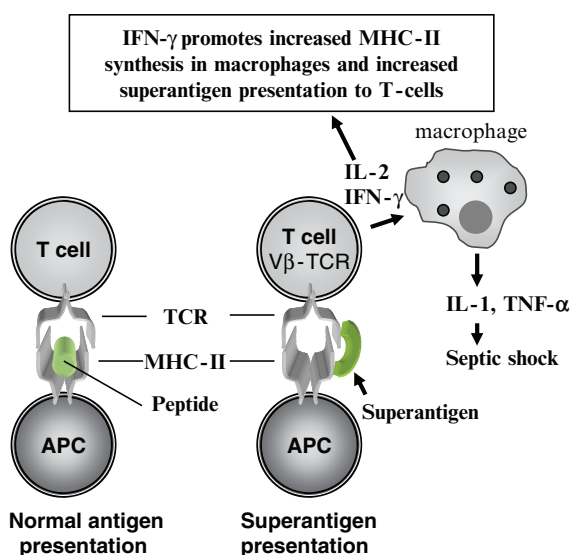 IFN-γ promotes increased MHC-II
synthesis in macrophages and increased
superantigen presentation to T-cells
macrophage
IL-2
IFN-γ
T cell
T cell
Vβ-TCR
IL-1, TNF-α
TCR
Septic shock
MHC-II
Peptide
Superantigen
APC
APC
Normal antigen
presentation
Superantigen
presentation